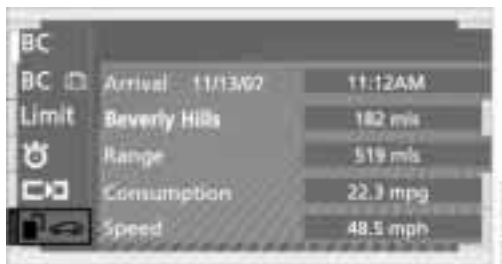 BC
BC Arrival 11/13/07 11:12AM
Limit Beverly Hills 182 mls
Range 519 mls
Consumption 22.3 mpg
Speed 48.5 mph